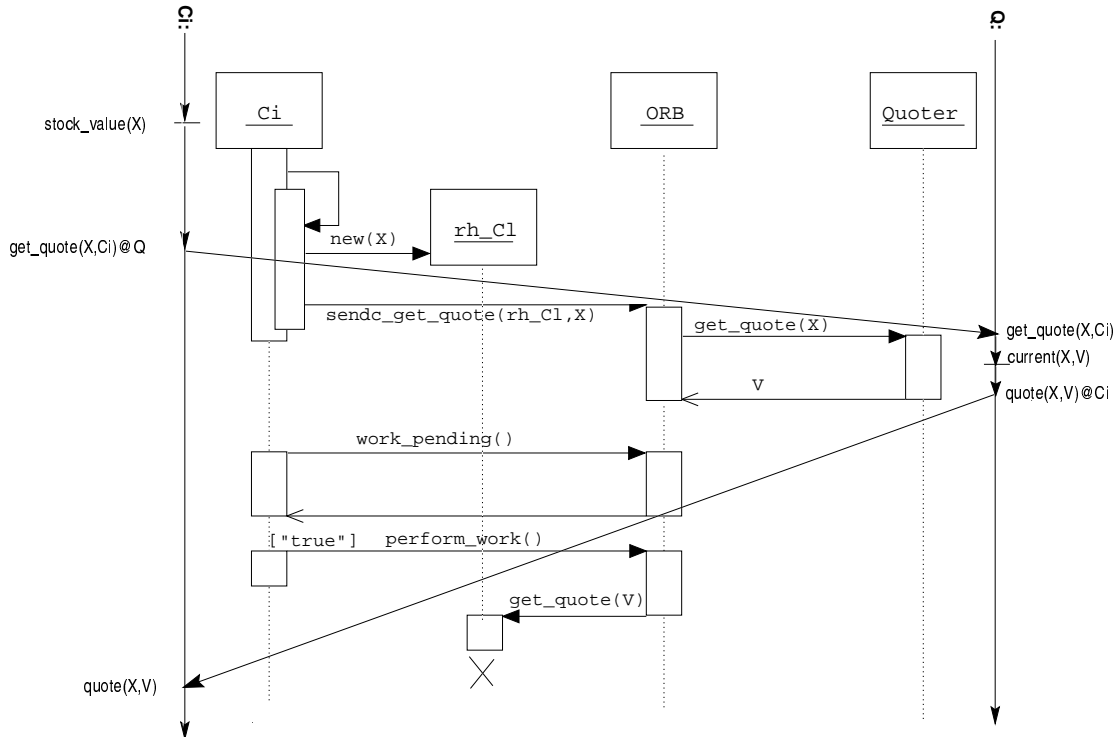 Ci:
Q:
Ci
ORB
Quoter
stock_value(X)
rh_Cl
new(X)
get_quote(X,Ci)@Q
sendc_get_quote(rh_Cl,X)
get_quote(X)
get_quote(X,Ci)
current(X,V)
V
quote(X,V)@Ci
work_pending()
["true"] perform_work()
get_quote(V)
quote(X,V)